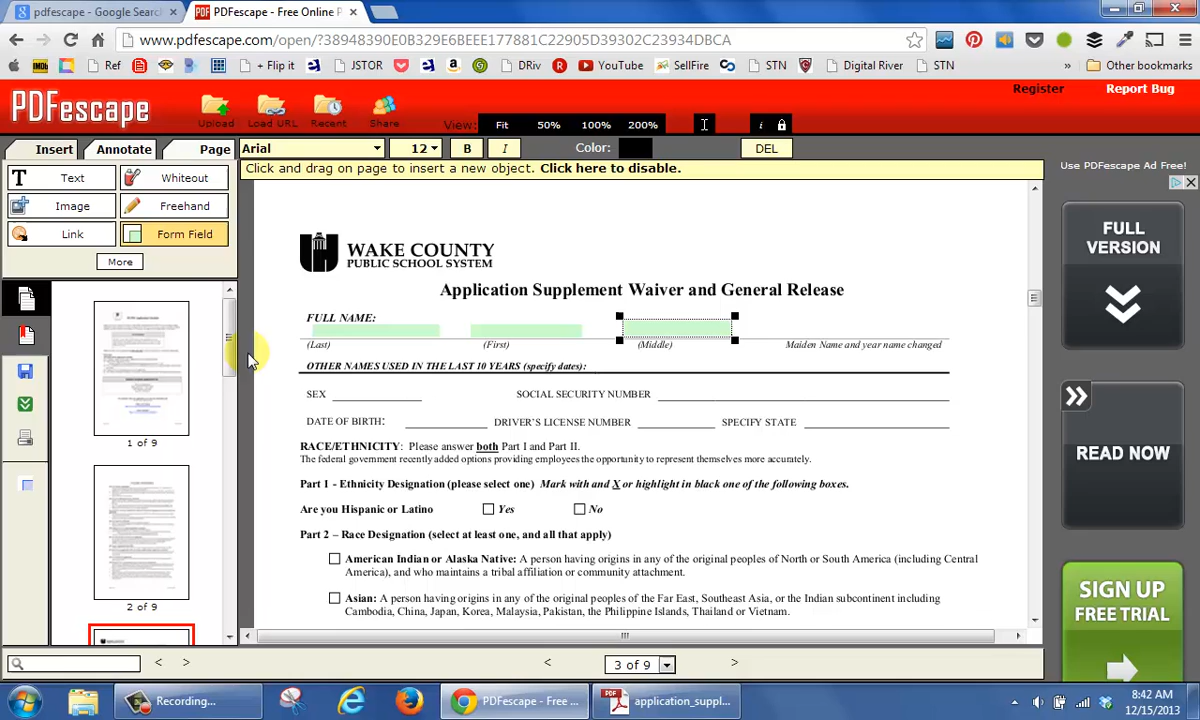 pdfescape - Google Searc
PDFescape - Free Online P
www.pdfescape.com/open/?38948390E0B329E6BEEE177881C22905D39302C23934DBCA
Ref
+ Flip it
JSTOR
DRiv
YouTube
SellFire
STN
Digital River
STN
»
Other bookmarks
PDFescape
Upload
Load URL
Recent
Share
View:
Fit
50%
100%
200%
i
Register
Report Bug
Insert
Annotate
Page
Arial
12
B
I
Color:
DEL
Click and drag on page to insert a new object. Click here to disable.
Use PDFescape Ad Free!
T Text
Whiteout
Image
Freehand
Link
Form Field
More
WAKE COUNTY
PUBLIC SCHOOL SYSTEM
Application Supplement Waiver and General Release
FULL NAME:
(Last) (First) (Middle) Maiden Name and year name changed
OTHER NAMES USED IN THE LAST 10 YEARS (specify dates):
SEX SOCIAL SECURITY NUMBER
DATE OF BIRTH: DRIVER'S LICENSE NUMBER SPECIFY STATE
RACE/ETHNICITY: Please answer both Part I and Part II.
The federal government recently added options providing employees the opportunity to represent themselves more accurately.
Part 1 - Ethnicity Designation (please select one) Mark with and X or highlight in black one of the following boxes.
Are you Hispanic or Latino Yes No
Part 2 – Race Designation (select at least one, and all that apply)
American Indian or Alaska Native: A person having origins in any of the original peoples of North or South America (including Central
America), and who maintains a tribal affiliation or community attachment.
Asian: A person having origins in any of the original peoples of the Far East, Southeast Asia, or the Indian subcontinent including
Cambodia, China, Japan, Korea, Malaysia, Pakistan, the Philippine Islands, Thailand or Vietnam.
1 of 9
2 of 9
FULL
VERSION
READ NOW
SIGN UP
FREE TRIAL
< >
<
3 of 9
>
Recording...
PDFescape - Free ...
application_suppl...
8:42 AM
12/15/2013